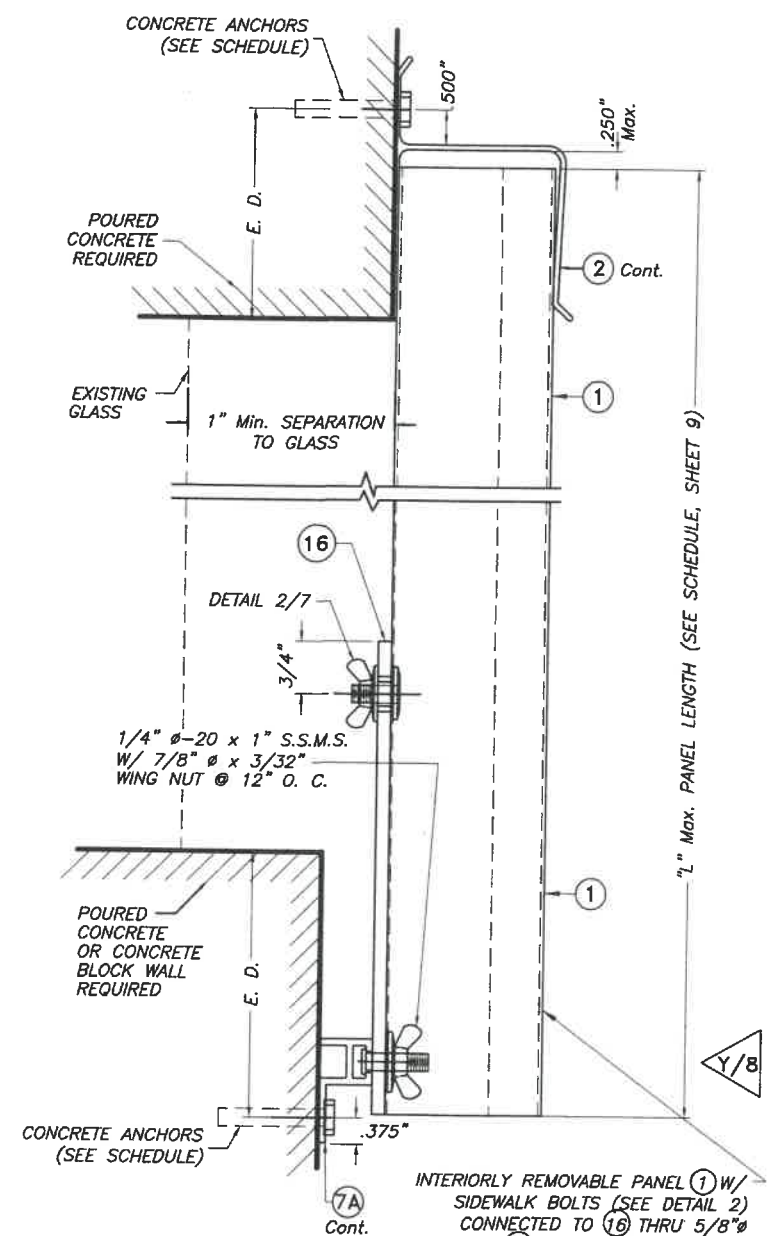 CONCRETE ANCHORS
(SEE SCHEDULE)
.500"
.250"
Max.
E. D.
POURED
CONCRETE
REQUIRED
2 Cont.
EXISTING
GLASS
1" Min. SEPARATION
TO GLASS
1
"L" Max. PANEL LENGTH (SEE SCHEDULE, SHEET 9)
16
DETAIL 2/7
3/4"
1/4" ø-20 x 1" S.S.M.S.
W/ 7/8" ø x 3/32"
WING NUT @ 12" O. C.
1
POURED
CONCRETE
OR CONCRETE
BLOCK WALL
REQUIRED
E. D.
Y/8
CONCRETE ANCHORS
(SEE SCHEDULE)
.375"
7A
Cont.
INTERIORLY REMOVABLE PANEL 1 W/
SIDEWALK BOLTS (SEE DETAIL 2)
CONNECTED TO 16 THRU 5/8"ø